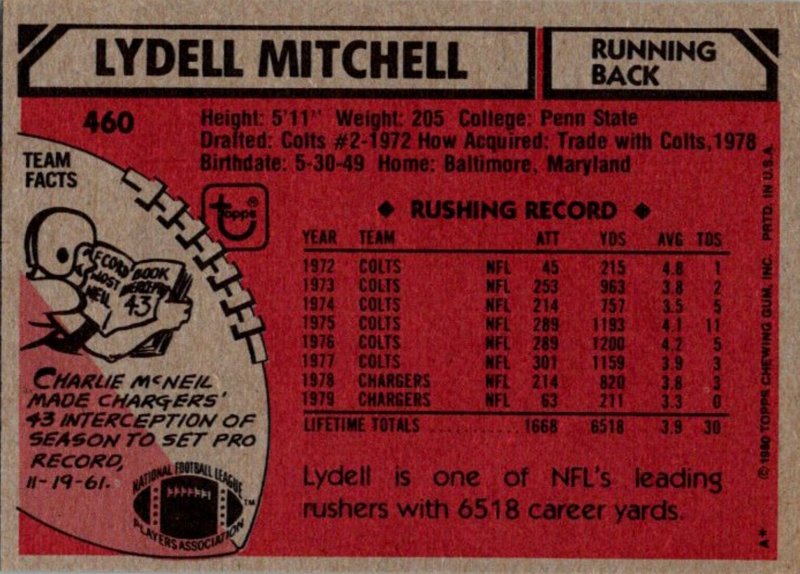 LYDELL MITCHELL
RUNNING
BACK
460
Height: 5'11" Weight: 205 College: Penn State
Drafted: Colts #2-1972 How Acquired: Trade with Colts, 1978
Birthdate: 5-30-49 Home: Baltimore, Maryland
TEAM
FACTS
topps®
◆ RUSHING RECORD ◆
YEAR TEAM ATT YDS AVG TDS
1972 COLTS NFL 45 215 4.8 1
1973 COLTS NFL 253 963 3.8 2
1974 COLTS NFL 214 757 3.5 5
1975 COLTS NFL 289 1193 4.1 11
1976 COLTS NFL 289 1200 4.2 5
1977 COLTS NFL 301 1159 3.9 3
1978 CHARGERS NFL 214 820 3.8 3
1979 CHARGERS NFL 63 211 3.3 0
LIFETIME TOTALS 1668 6518 3.9 30
BOOK
43
CHARLIE McNEIL
MADE CHARGERS'
43 INTERCEPTION OF
SEASON TO SET PRO
RECORD,
11-19-61.
NATIONAL FOOTBALL LEAGUE
PLAYERS ASSOCIATION
TM
Lydell is one of NFL's leading
rushers with 6518 career yards.
A* © 1980 TOPPS CHEWING GUM, INC. PRTD. IN U.S.A.